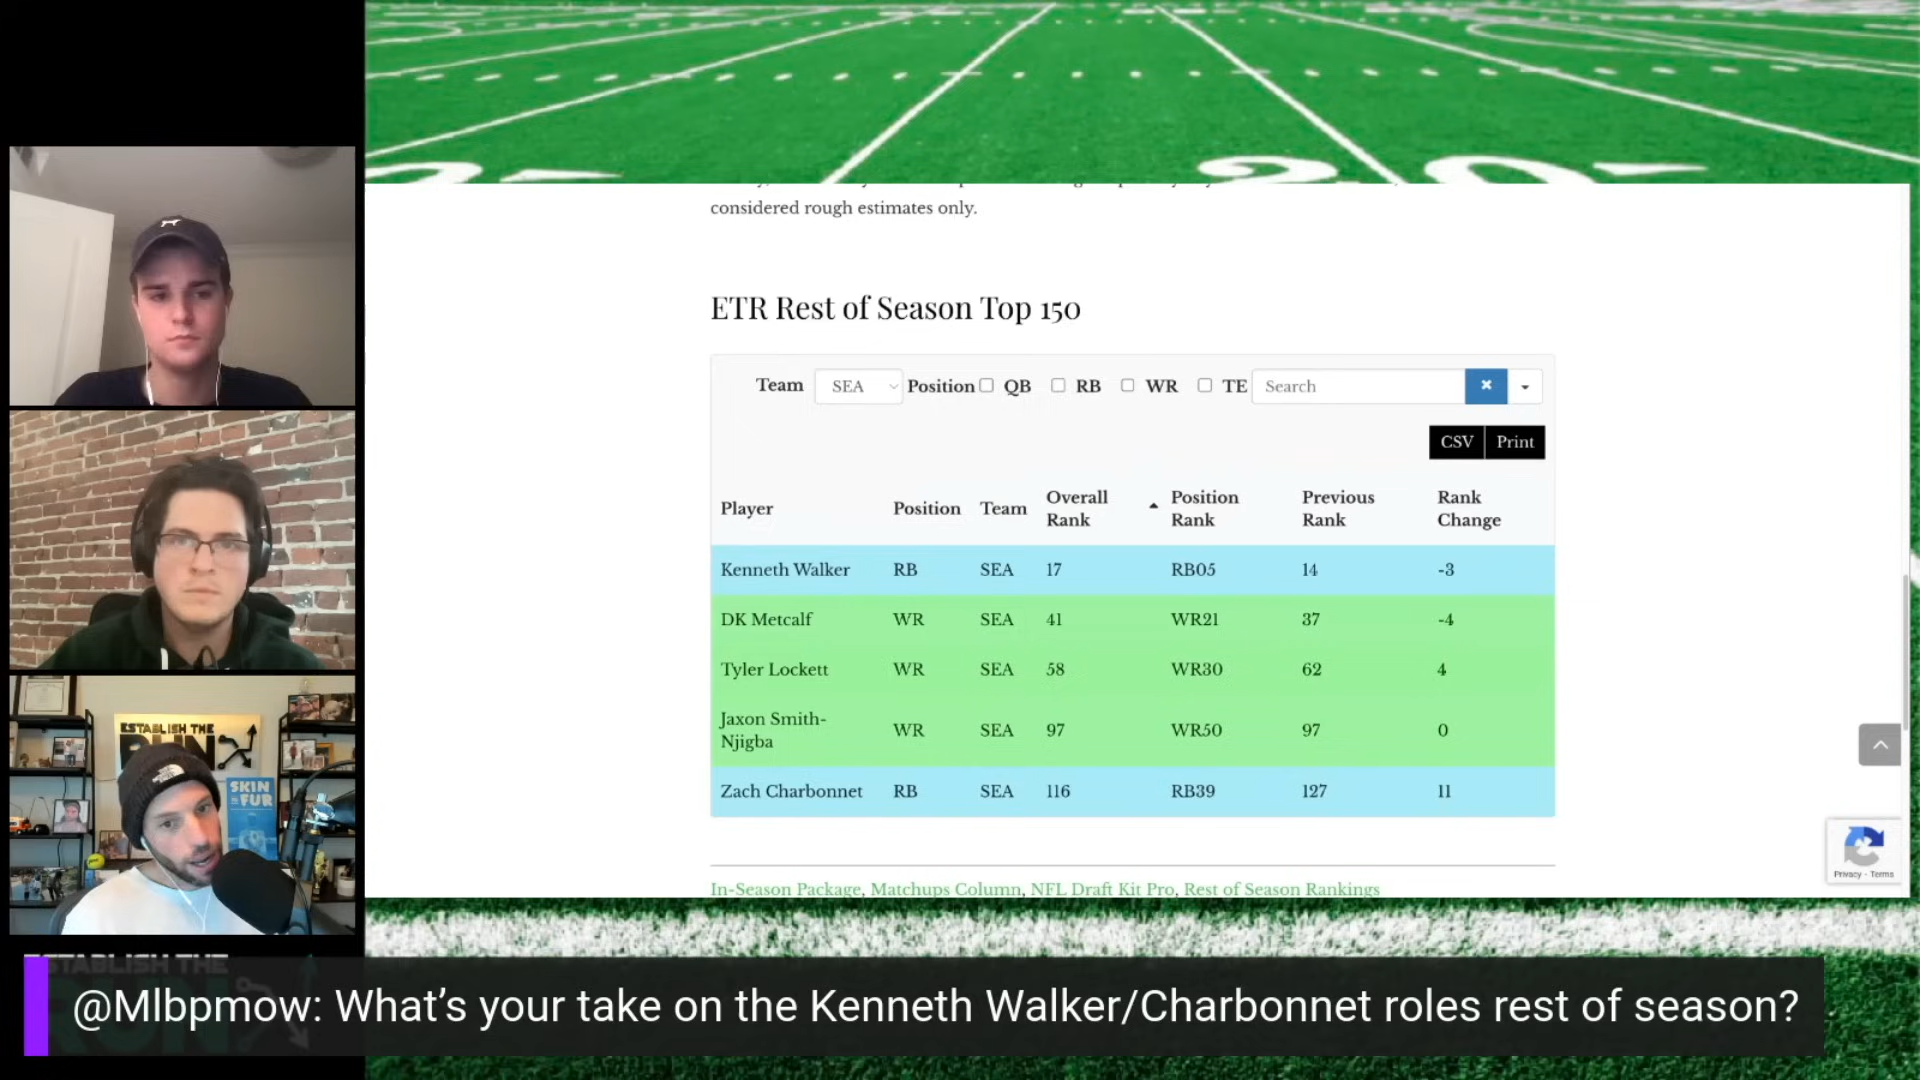 considered rough estimates only.
ETR Rest of Season Top 150
Team SEA Position QB RB WR TE Search
CSV Print
Player Position Team Overall Rank Position Rank Previous Rank Rank Change
Kenneth Walker RB SEA 17 RB05 14 -3
DK Metcalf WR SEA 41 WR21 37 -4
Tyler Lockett WR SEA 58 WR30 62 4
Jaxon Smith-
Njigba WR SEA 97 WR50 97 0
Zach Charbonnet RB SEA 116 RB39 127 11
In-Season Package, Matchups Column, NFL Draft Kit Pro, Rest of Season Rankings
Privacy - Terms
ESTABLISH THE
RUN
SKIN
FUR
ESTABLISH THE
RUN
@Mlbpmow: What's your take on the Kenneth Walker/Charbonnet roles rest of season?